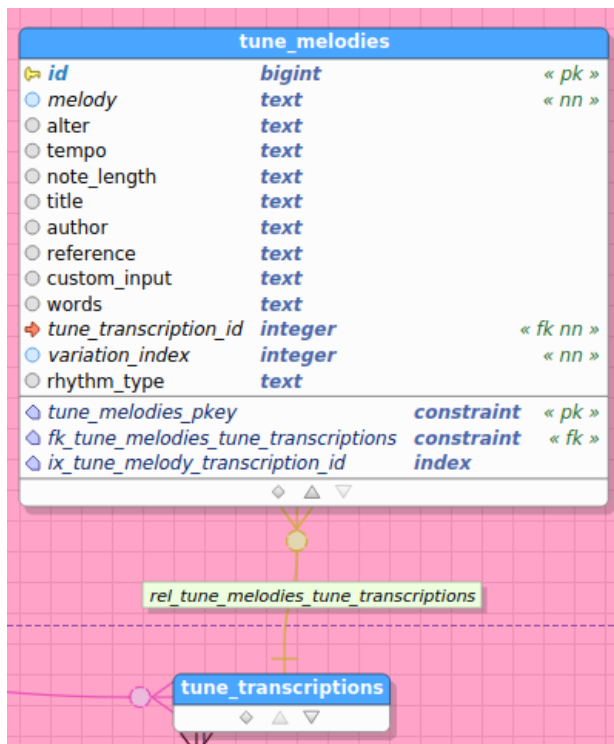 tune_melodies
id bigint « pk »
melody text « nn »
alter text
tempo text
note_length text
title text
author text
reference text
custom_input text
words text
tune_transcription_id integer « fk nn »
variation_index integer « nn »
rhythm_type text
tune_melodies_pkey constraint « pk »
fk_tune_melodies_tune_transcriptions constraint « fk »
ix_tune_melody_transcription_id index
rel_tune_melodies_tune_transcriptions
tune_transcriptions